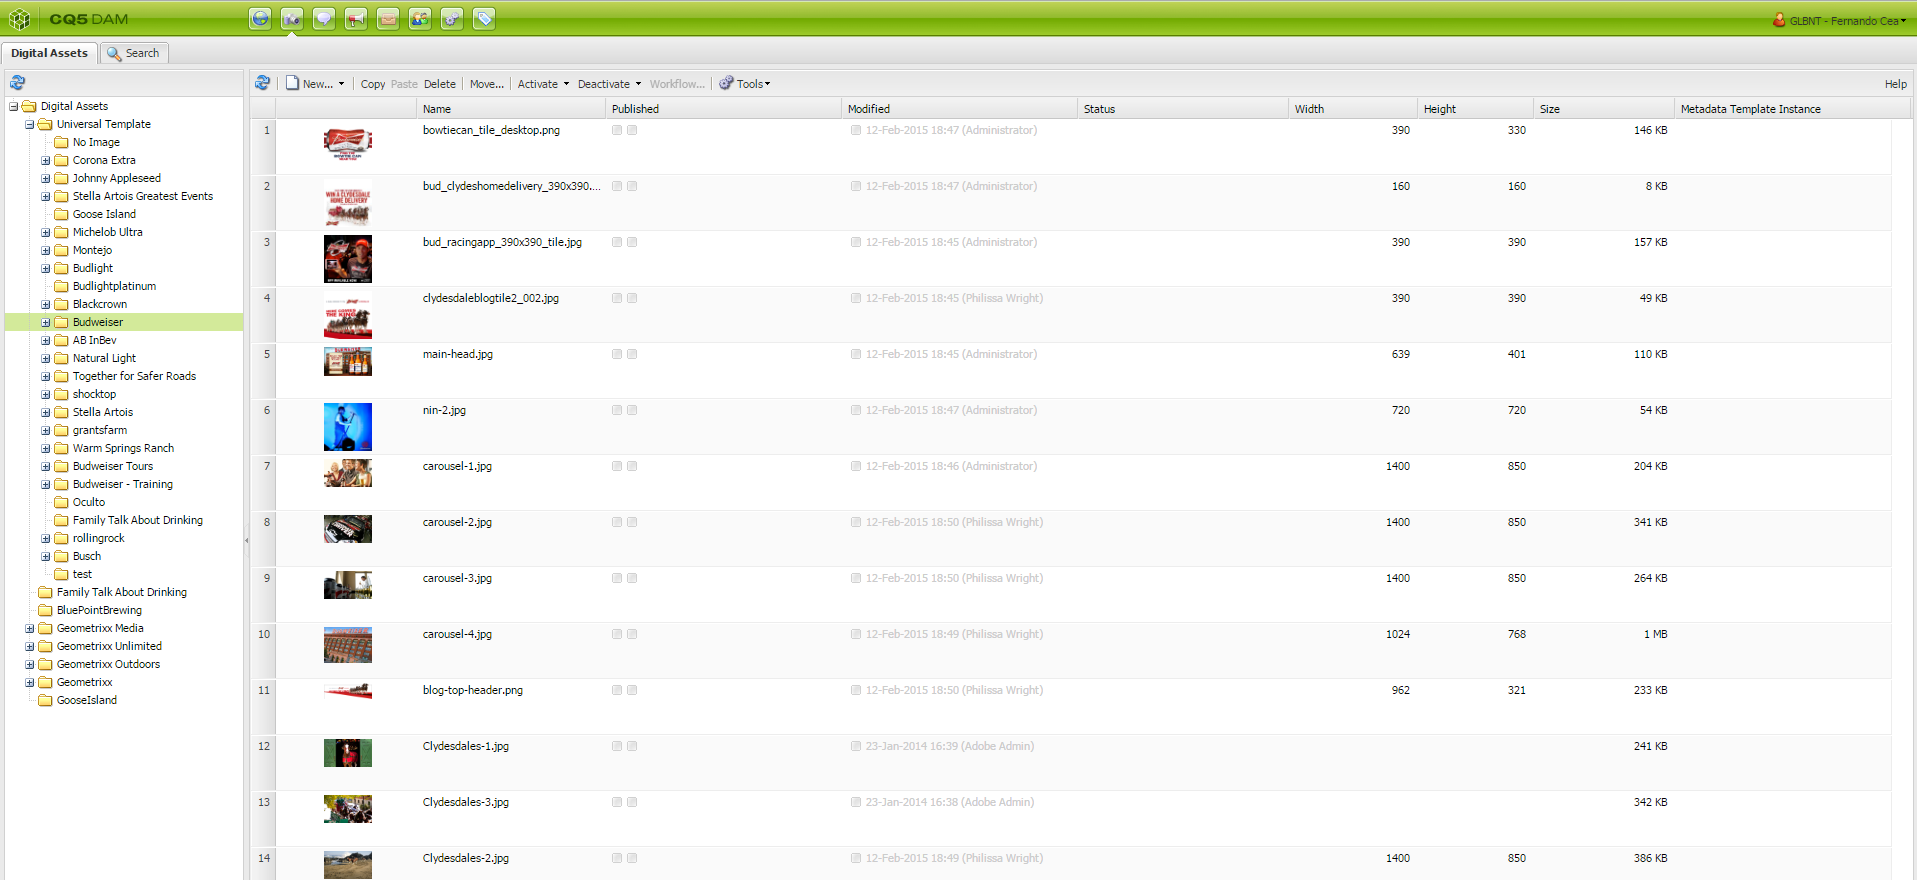 CQ5 DAM
GLBNT - Fernando Cea
Digital Assets Search
New... Copy Paste Delete Move... Activate Deactivate Workflow... Tools Help
Digital Assets
Universal Template
No Image
Corona Extra
Johnny Appleseed
Stella Artois Greatest Events
Goose Island
Michelob Ultra
Montejo
Budlight
Budlightplatinum
Blackcrown
Budweiser
AB InBev
Natural Light
Together for Safer Roads
shocktop
Stella Artois
grantsfarm
Warm Springs Ranch
Budweiser Tours
Budweiser - Training
Oculto
Family Talk About Drinking
rollingrock
Busch
test
Family Talk About Drinking
BluePointBrewing
Geometrixx Media
Geometrixx Unlimited
Geometrixx Outdoors
Geometrixx
GooseIsland
Name Published Modified Status Width Height Size Metadata Template Instance
1 bowtiecan_tile_desktop.png 12-Feb-2015 18:47 (Administrator) 390 330 146 KB
2 bud_clydeshomedelivery_390x390.... 12-Feb-2015 18:47 (Administrator) 160 160 8 KB
WIN A CLYDESDALE
HOME DELIVERY
3 bud_racingapp_390x390_tile.jpg 12-Feb-2015 18:45 (Administrator) 390 390 157 KB
4 clydesdaleblogtile2_002.jpg 12-Feb-2015 18:45 (Philissa Wright) 390 390 49 KB
HERE COMES
THE KING
5 main-head.jpg 12-Feb-2015 18:45 (Administrator) 639 401 110 KB
6 nin-2.jpg 12-Feb-2015 18:47 (Administrator) 720 720 54 KB
7 carousel-1.jpg 12-Feb-2015 18:46 (Administrator) 1400 850 204 KB
8 carousel-2.jpg 12-Feb-2015 18:50 (Philissa Wright) 1400 850 341 KB
9 carousel-3.jpg 12-Feb-2015 18:50 (Philissa Wright) 1400 850 264 KB
10 carousel-4.jpg 12-Feb-2015 18:49 (Philissa Wright) 1024 768 1 MB
11 blog-top-header.png 12-Feb-2015 18:50 (Philissa Wright) 962 321 233 KB
12 Clydesdales-1.jpg 23-Jan-2014 16:39 (Adobe Admin) 241 KB
13 Clydesdales-3.jpg 23-Jan-2014 16:38 (Adobe Admin) 342 KB
14 Clydesdales-2.jpg 12-Feb-2015 18:49 (Philissa Wright) 1400 850 386 KB